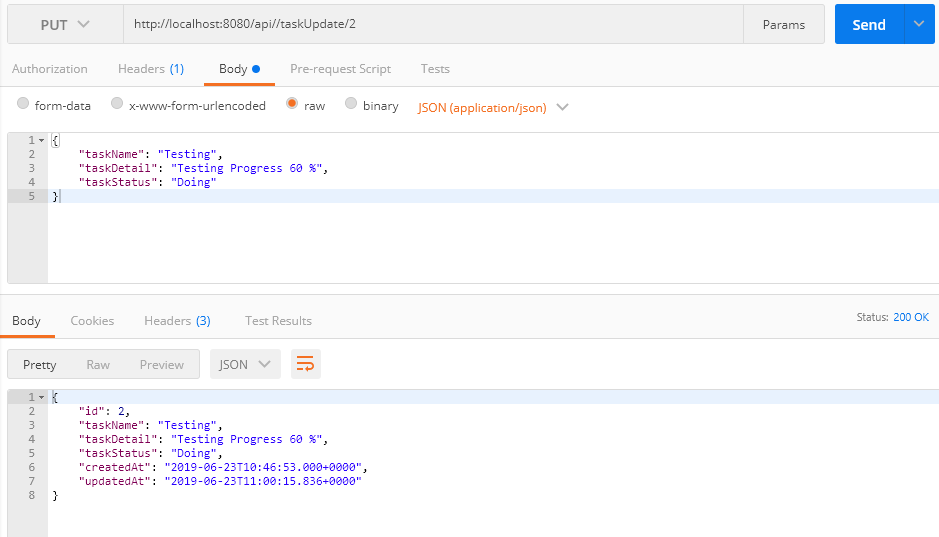 PUT http://localhost:8080/api//taskUpdate/2 Params Send
Authorization Headers (1) Body Pre-request Script Tests
form-data x-www-form-urlencoded raw binary JSON (application/json)
1 {
2 "taskName": "Testing",
3 "taskDetail": "Testing Progress 60 %",
4 "taskStatus": "Doing"
5 }
Body Cookies Headers (3) Test Results Status: 200 OK
Pretty Raw Preview JSON
1 {
2 "id": 2,
3 "taskName": "Testing",
4 "taskDetail": "Testing Progress 60 %",
5 "taskStatus": "Doing",
6 "createdAt": "2019-06-23T10:46:53.000+0000",
7 "updatedAt": "2019-06-23T11:00:15.836+0000"
8 }